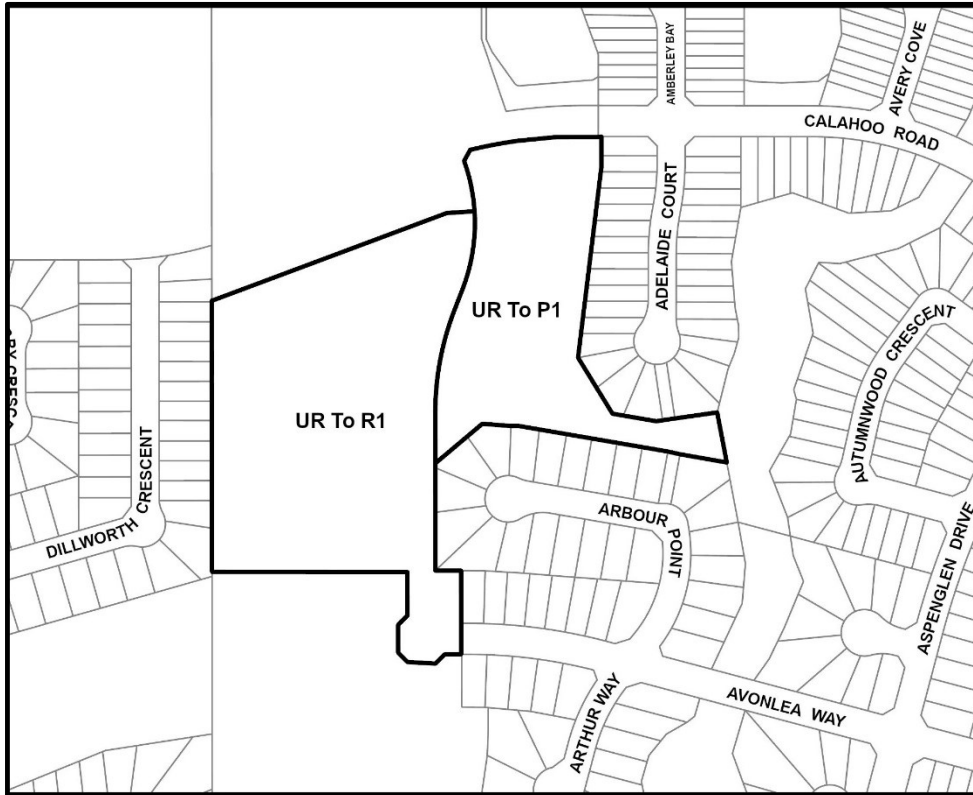 AMBERLEY BAY
AVERY COVE
CALAHOO ROAD
ADELAIDE COURT
UR To P1
AUTUMNWOOD CRESCENT
UR To R1
DILLWORTH CRESCENT
ARBOUR POINT
ASPENGLEN DRIVE
ARTHUR WAY
AVONLEA WAY